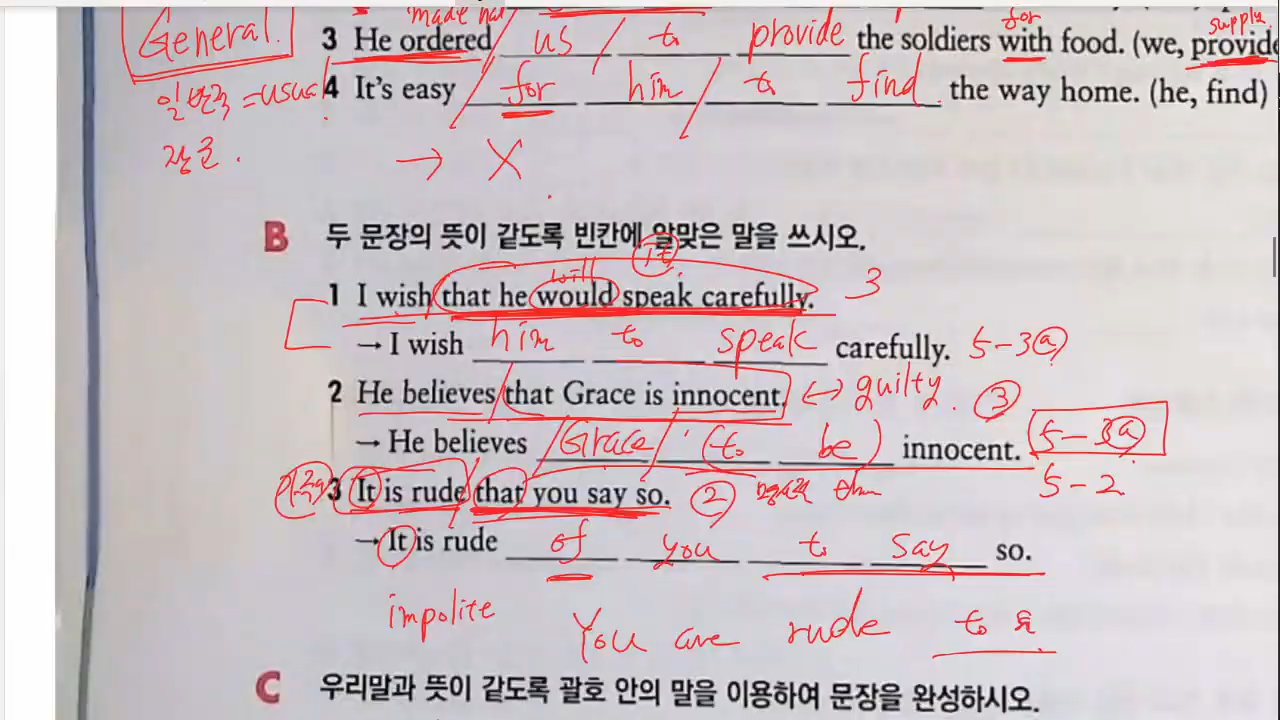 General.
일반적 =usual
3 He ordered us to provide the soldiers with food. (we, provide
for
supply
4 It's easy for him to find the way home. (he, find)
→ X
B 두 문장의 뜻이 같도록 빈칸에 알맞은 말을 쓰시오.
it
will
1 I wish that he would speak carefully. 3
→ I wish him to speak carefully. 5-3ⓐ
2 He believes that Grace is innocent. ↔ guilty. ③
→ He believes Grace (to be) innocent. 5-3ⓐ
5-2
3 It is rude that you say so. ②
→ It is rude of you to say so.
impolite
You are rude to
C 우리말과 뜻이 같도록 괄호 안의 말을 이용하여 문장을 완성하시오.